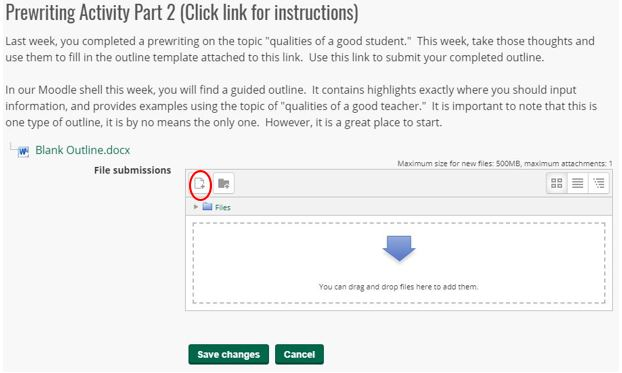 Prewriting Activity Part 2 (Click link for instructions)
Last week, you completed a prewriting on the topic "qualities of a good student."  This week, take those thoughts and
use them to fill in the outline template attached to this link.  Use this link to submit your completed outline.
In our Moodle shell this week, you will find a guided outline.  It contains highlights exactly where you should input
information, and provides examples using the topic of "qualities of a good teacher."  It is important to note that this is
one type of outline, it is by no means the only one.  However, it is a great place to start.
Blank Outline.docx
Maximum size for new files: 500MB, maximum attachments: 1
File submissions
Files
You can drag and drop files here to add them.
Save changes Cancel